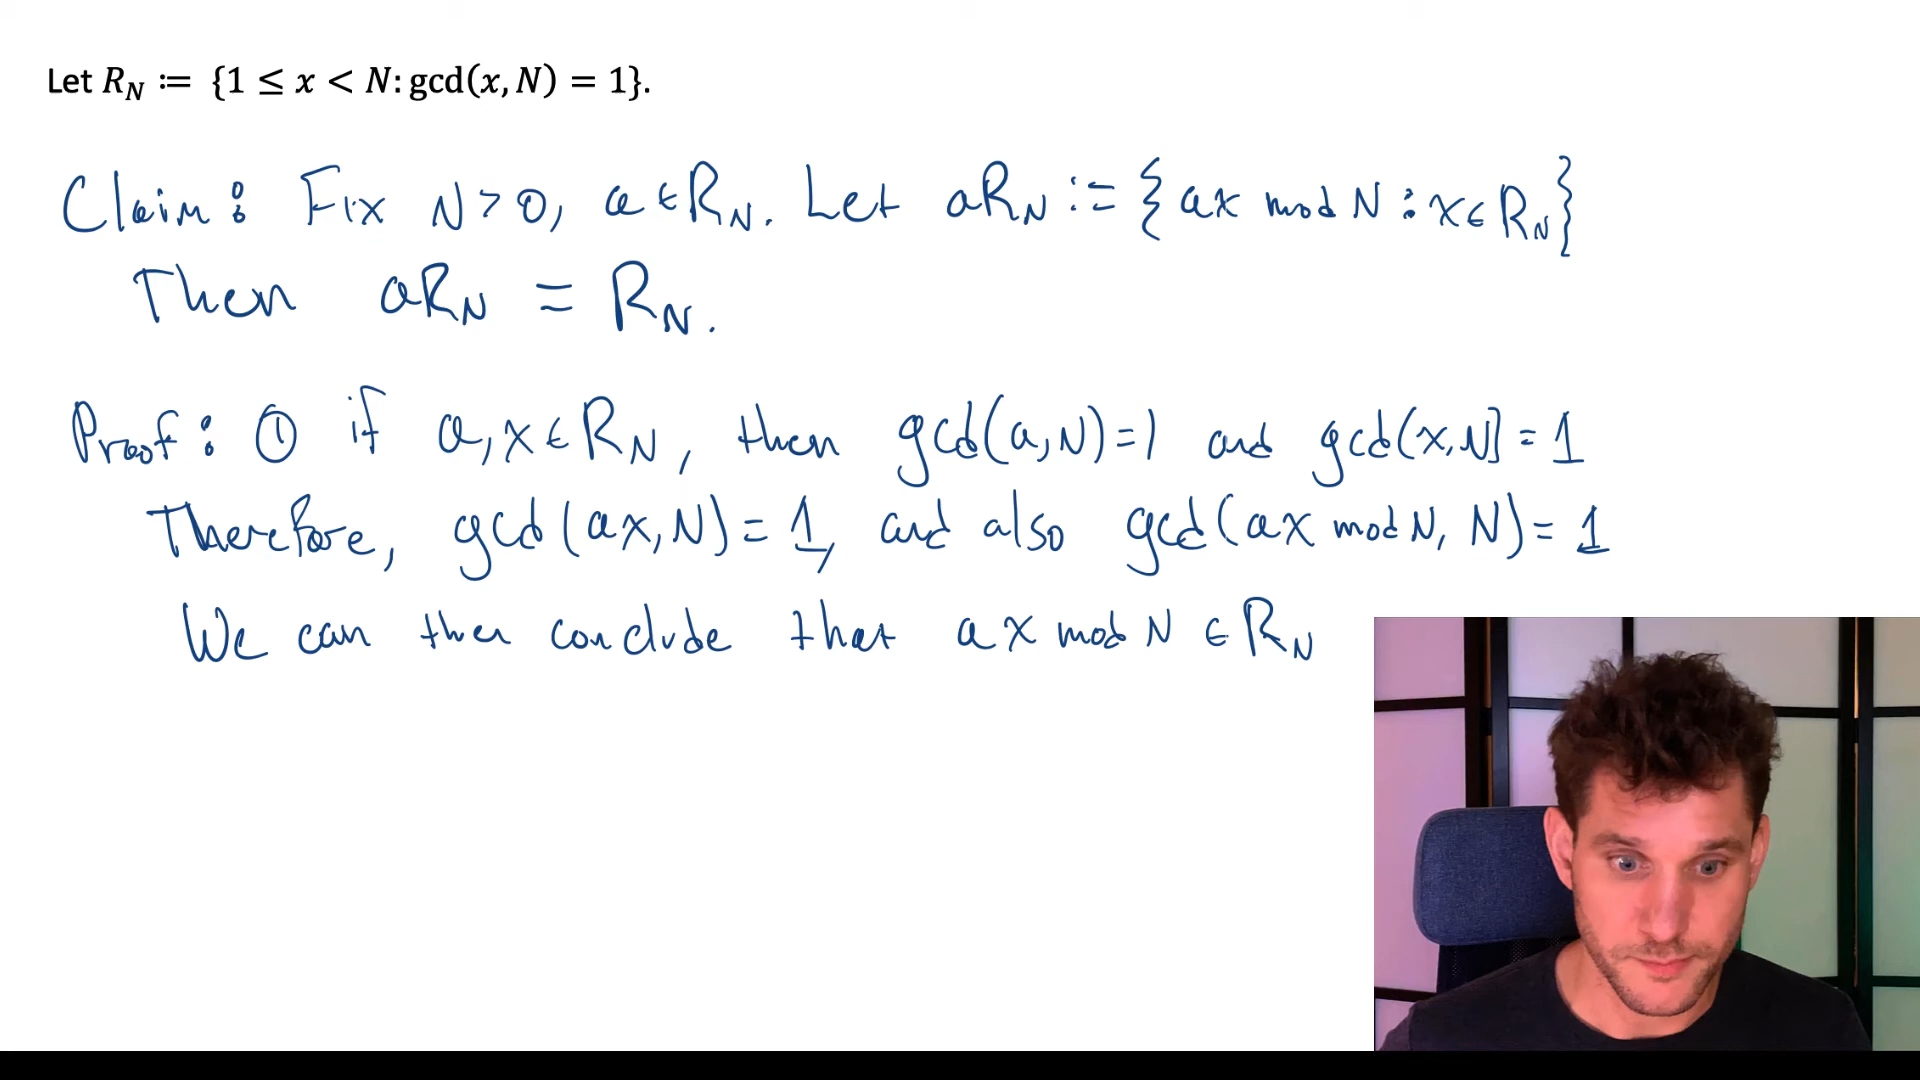 Let R_N := {1 ≤ x < N: gcd(x, N) = 1}.
Claim: Fix N > 0, a ∈ R_N. Let aR_N := {ax mod N : x ∈ R_N}
Then aR_N = R_N.
Proof: ① if a, x ∈ R_N, then gcd(a, N) = 1 and gcd(x, N] = 1
Therefore, gcd(ax, N) = 1, and also gcd(ax mod N, N) = 1
We can then conclude that ax mod N ∈ R_N